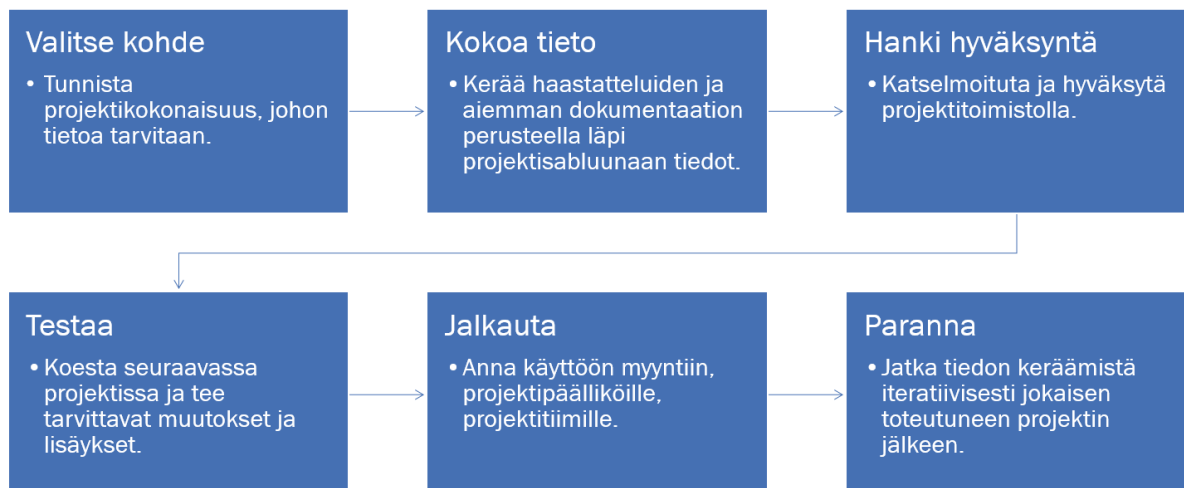 Valitse kohde
• Tunnista
projektikokonaisuus, johon
tietoa tarvitaan.
Kokoa tieto
• Kerää haastatteluiden ja
aiemman dokumentaation
perusteella läpi
projektisabluunaan tiedot.
Hanki hyväksyntä
• Katselmoituta ja hyväksytä
projektitoimistolla.
Testaa
• Koesta seuraavassa
projektissa ja tee
tarvittavat muutokset ja
lisäykset.
Jalkauta
• Anna käyttöön myyntiin,
projektipäälliköille,
projektitiimille.
Paranna
• Jatka tiedon keräämistä
iteratiivisesti jokaisen
toteutuneen projektin
jälkeen.